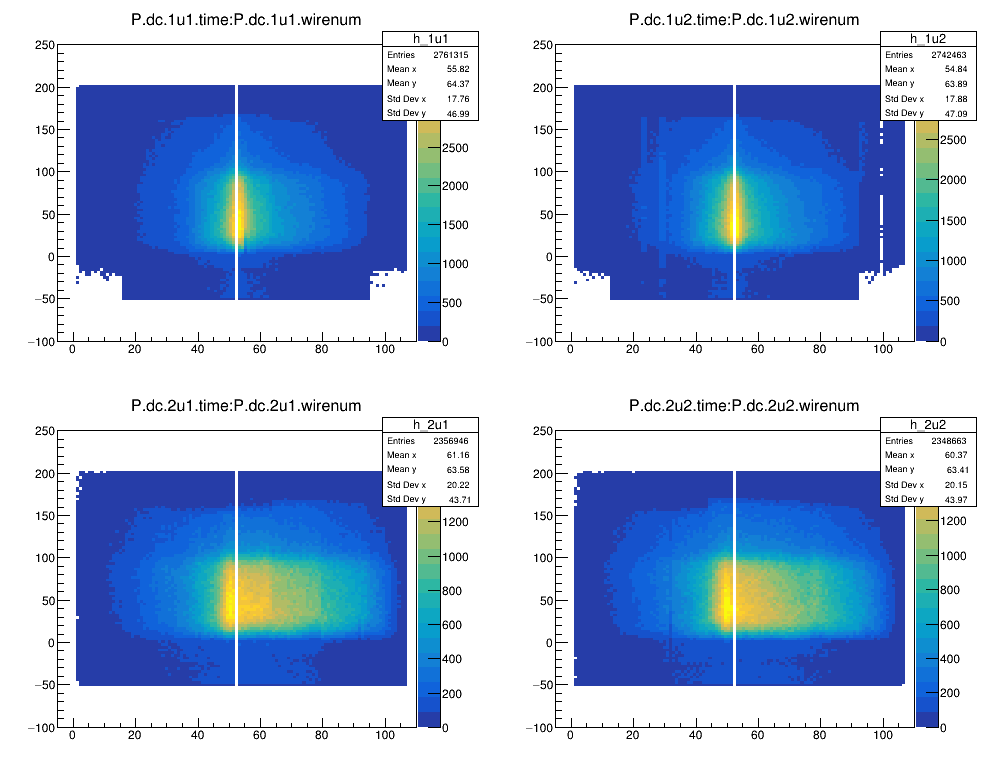 P.dc.1u1.time:P.dc.1u1.wirenum
h_1u1
Entries 2761315
Mean x 55.82
Mean y 64.37
Std Dev x 17.76
Std Dev y 46.99
250
200
150
100
50
0
−50
−100
0 20 40 60 80 100
2500
2000
1500
1000
500
0
P.dc.1u2.time:P.dc.1u2.wirenum
h_1u2
Entries 2742463
Mean x 54.84
Mean y 63.89
Std Dev x 17.88
Std Dev y 47.09
250
200
150
100
50
0
−50
−100
0 20 40 60 80 100
2500
2000
1500
1000
500
0
P.dc.2u1.time:P.dc.2u1.wirenum
h_2u1
Entries 2356946
Mean x 61.16
Mean y 63.58
Std Dev x 20.22
Std Dev y 43.71
250
200
150
100
50
0
−50
−100
0 20 40 60 80 100
1200
1000
800
600
400
200
0
P.dc.2u2.time:P.dc.2u2.wirenum
h_2u2
Entries 2348663
Mean x 60.37
Mean y 63.41
Std Dev x 20.15
Std Dev y 43.97
250
200
150
100
50
0
−50
−100
0 20 40 60 80 100
1200
1000
800
600
400
200
0